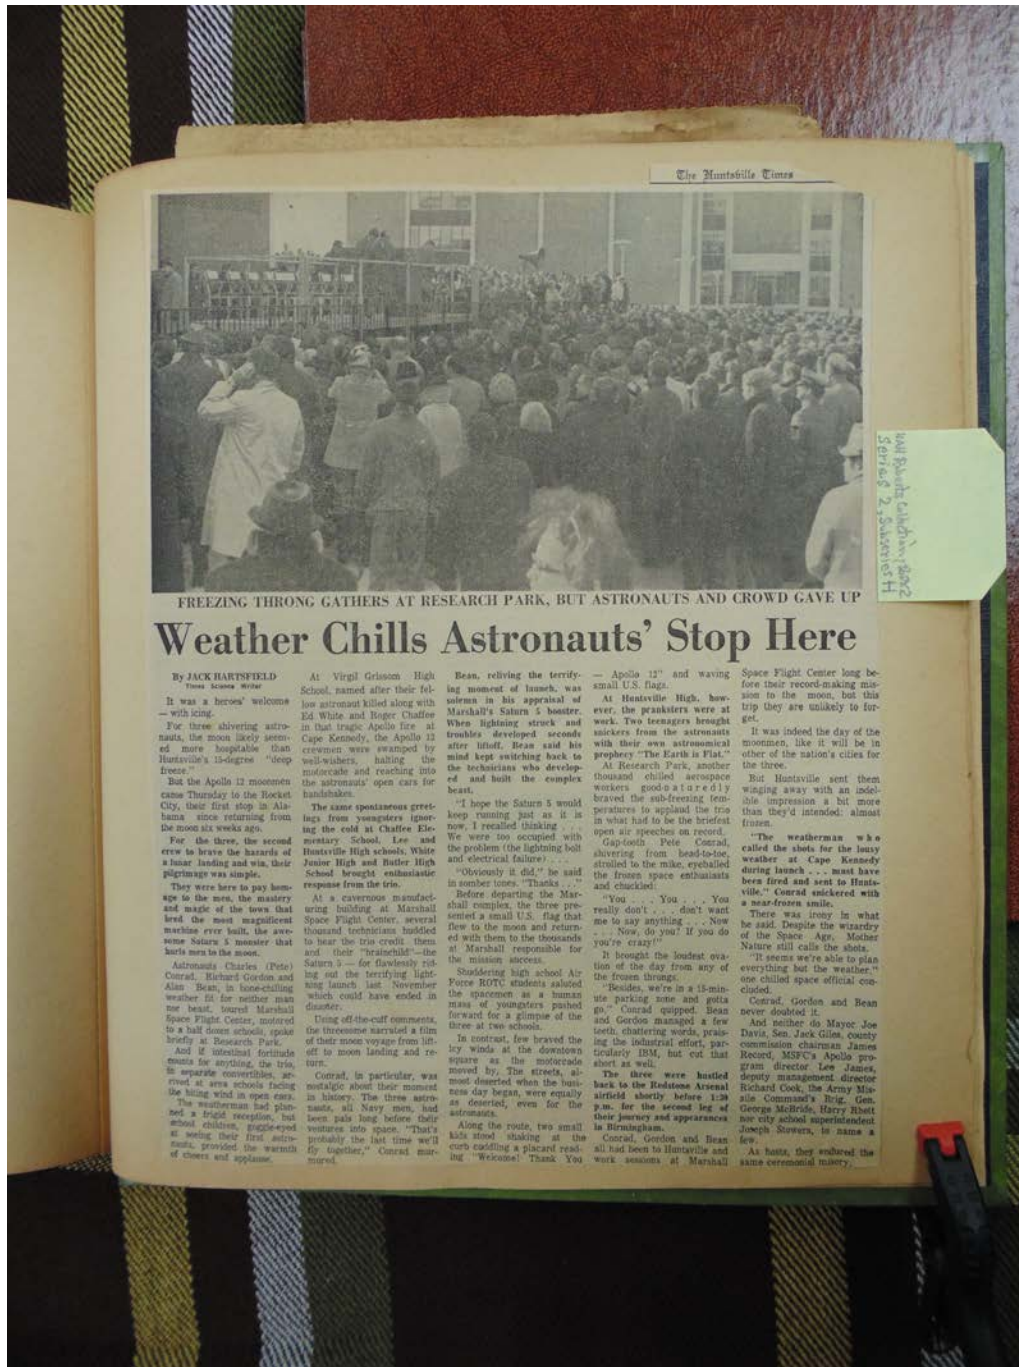 The Huntsville Times
FREEZING THRONG GATHERS AT RESEARCH PARK, BUT ASTRONAUTS AND CROWD GAVE UP
Weather Chills Astronauts' Stop Here
By JACK HARTSFIELD
Times Science Writer
It was a heroes' welcome
— with icing.
For three shivering astro-
nauts, the moon likely seem-
ed more hospitable than
Huntsville's 15-degree "deep
freeze."
But the Apollo 12 moonmen
came Thursday to the Rocket
City, their first stop in Ala-
bama since returning from
the moon six weeks ago.
For the three, the second
crew to brave the hazards of
a lunar landing and win, their
pilgrimage was simple.
They were here to pay hom-
age to the men, the mastery
and magic of the town that
bred the most magnificent
machine ever built, the awe-
some Saturn 5 monster that
hurls men to the moon.
Astronauts Charles (Pete)
Conrad, Richard Gordon and
Alan Bean, in bone-chilling
weather fit for neither man
nor beast, toured Marshall
Space Flight Center, motored
to a half dozen schools, spoke
briefly at Research Park.
And if intestinal fortitude
counts for anything, the trio,
in separate convertibles, ar-
rived at area schools facing
the biting wind in open cars.
The weatherman had plan-
ned a frigid reception, but
school children, goggle-eyed
at seeing their first astro-
nauts, provided the warmth
of cheers and applause.
At Virgil Grissom High
School, named after their fel-
low astronaut killed along with
Ed White and Roger Chaffee
in that tragic Apollo fire at
Cape Kennedy, the Apollo 12
crewmen were swamped by
well-wishers, halting the
motorcade and reaching into
the astronauts' open cars for
handshakes.
The same spontaneous greet-
ings from youngsters ignor-
ing the cold at Chaffee Ele-
mentary School, Lee and
Huntsville High schools, White
Junior High and Butler High
School brought enthusiastic
response from the trio.
At a cavernous manufact-
uring building at Marshall
Space Flight Center, several
thousand technicians huddled
to hear the trio credit them
and their "brainchild"—the
Saturn 5 — for flawlessly rid-
ing out the terrifying light-
ning launch last November
which could have ended in
disaster.
Using off-the-cuff comments,
the threesome narrated a film
of their moon voyage from lift-
off to moon landing and re-
turn.
Conrad, in particular, was
nostalgic about their moment
in history. The three astro-
nauts, all Navy men, had
been pals long before their
ventures into space. "That's
probably the last time we'll
fly together," Conrad mur-
mured.
Bean, reliving the terrify-
ing moment of launch, was
solemn in his appraisal of
Marshall's Saturn 5 booster.
When lightning struck and
troubles developed seconds
after liftoff, Bean said his
mind kept switching back to
the technicians who develop-
ed and built the complex
beast.
"I hope the Saturn 5 would
keep running just as it is
now, I recalled thinking . . .
We were too occupied with
the problem (the lightning bolt
and electrical failure) . . .
"Obviously it did," he said
in somber tones. "Thanks . . ."
Before departing the Mar-
shall complex, the three pre-
sented a small U.S. flag that
flew to the moon and return-
ed with them to the thousands
at Marshall responsible for
the mission success.
Shuddering high school Air
Force ROTC students saluted
the spacemen as a human
mass of youngsters pushed
forward for a glimpse of the
three at two schools.
In contrast, few braved the
icy winds at the downtown
square as the motorcade
moved by. The streets, al-
most deserted when the busi-
ness day began, were equally
as deserted, even for the
astronauts.
Along the route, two small
kids stood shaking at the
curb cuddling a placard read-
ing "Welcome! Thank You
— Apollo 12" and waving
small U.S. flags.
At Huntsville High, how-
ever, the pranksters were at
work. Two teenagers brought
snickers from the astronauts
with their own astronomical
prophecy "The Earth is Flat."
At Research Park, another
thousand chilled aerospace
workers good-naturedly
braved the sub-freezing tem-
peratures to applaud the trio
in what had to be the briefest
open air speeches on record.
Gap-tooth Pete Conrad,
shivering from head-to-toe,
strolled to the mike, eyeballed
the frozen space enthusiasts
and chuckled:
"You . . . You . . . You
really don't . . . don't want
me to say anything . . . Now
. . . Now, do you? If you do
you're crazy!"
It brought the loudest ova-
tion of the day from any of
the frozen throngs.
"Besides, we're in a 15-min-
ute parking zone and gotta
go," Conrad quipped. Bean
and Gordon managed a few
teeth chattering words, prais-
ing the industrial effort, par-
ticularly IBM, but cut that
short as well.
The three were hustled
back to the Redstone Arsenal
airfield shortly before 1:30
p.m. for the second leg of
their journey and appearances
in Birmingham.
Conrad, Gordon and Bean
all had been to Huntsville and
work sessions at Marshall
Space Flight Center long be-
fore their record-making mis-
sion to the moon, but this
trip they are unlikely to for-
get.
It was indeed the day of the
moonmen, like it will be in
other of the nation's cities for
the three.
But Huntsville sent them
winging away with an indel-
ible impression a bit more
than they'd intended: almost
frozen.
"The weatherman who
called the shots for the lousy
weather at Cape Kennedy
during launch . . . must have
been fired and sent to Hunts-
ville," Conrad snickered with
a near-frozen smile.
There was irony in what
he said. Despite the wizardry
of the Space Age, Mother
Nature still calls the shots.
"It seems we're able to plan
everything but the weather."
one chilled space official con-
cluded.
Conrad, Gordon and Bean
never doubted it.
And neither do Mayor Joe
Davis, Sen. Jack Giles, county
commission chairman James
Record, MSFC's Apollo pro-
gram director Lee James,
deputy management director
Richard Cook, the Army Mis-
sile Command's Brig. Gen.
George McBride, Harry Rhett
nor city school superintendent
Joseph Stowers, to name a
few.
As hosts, they endured the
same ceremonial misery.
Roberts Collection,
Series 2, Subseries H